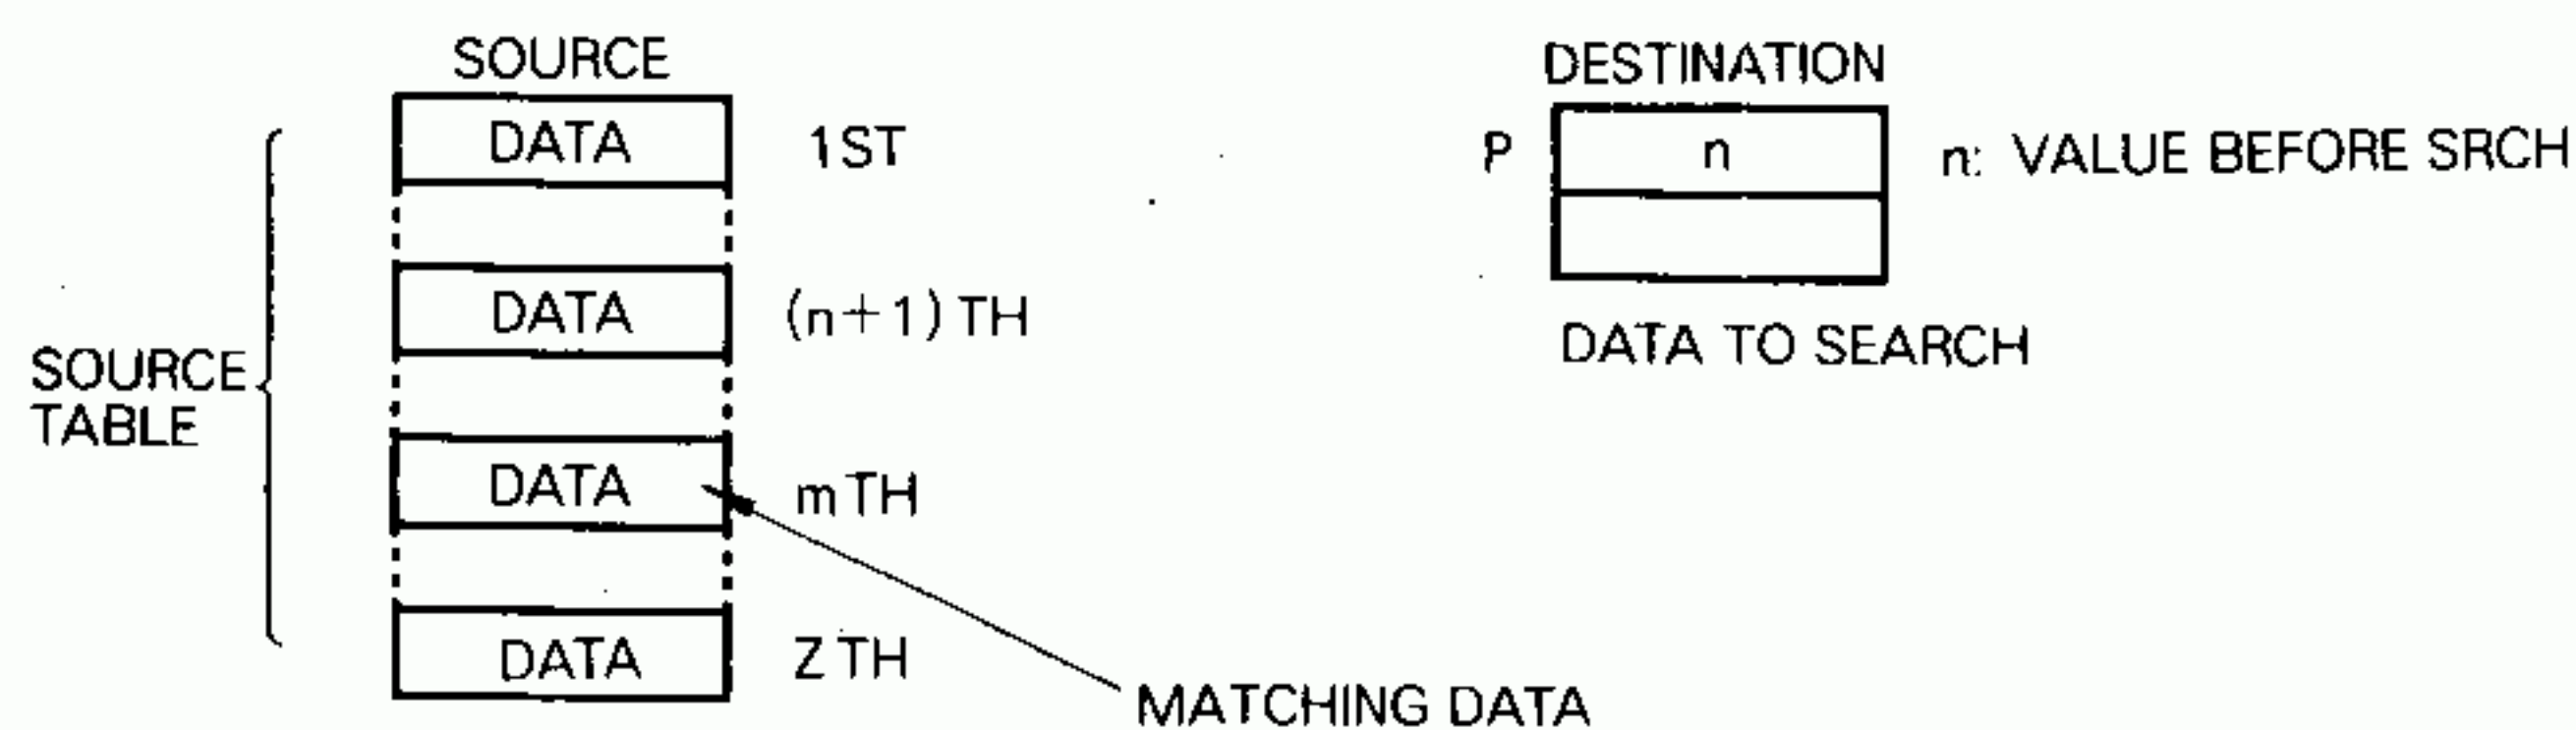 SOURCE
DATA 1ST
DATA (n+1) TH
SOURCE
TABLE
DATA mTH
DATA Z TH
MATCHING DATA
DESTINATION
P n n: VALUE BEFORE SRCH
DATA TO SEARCH